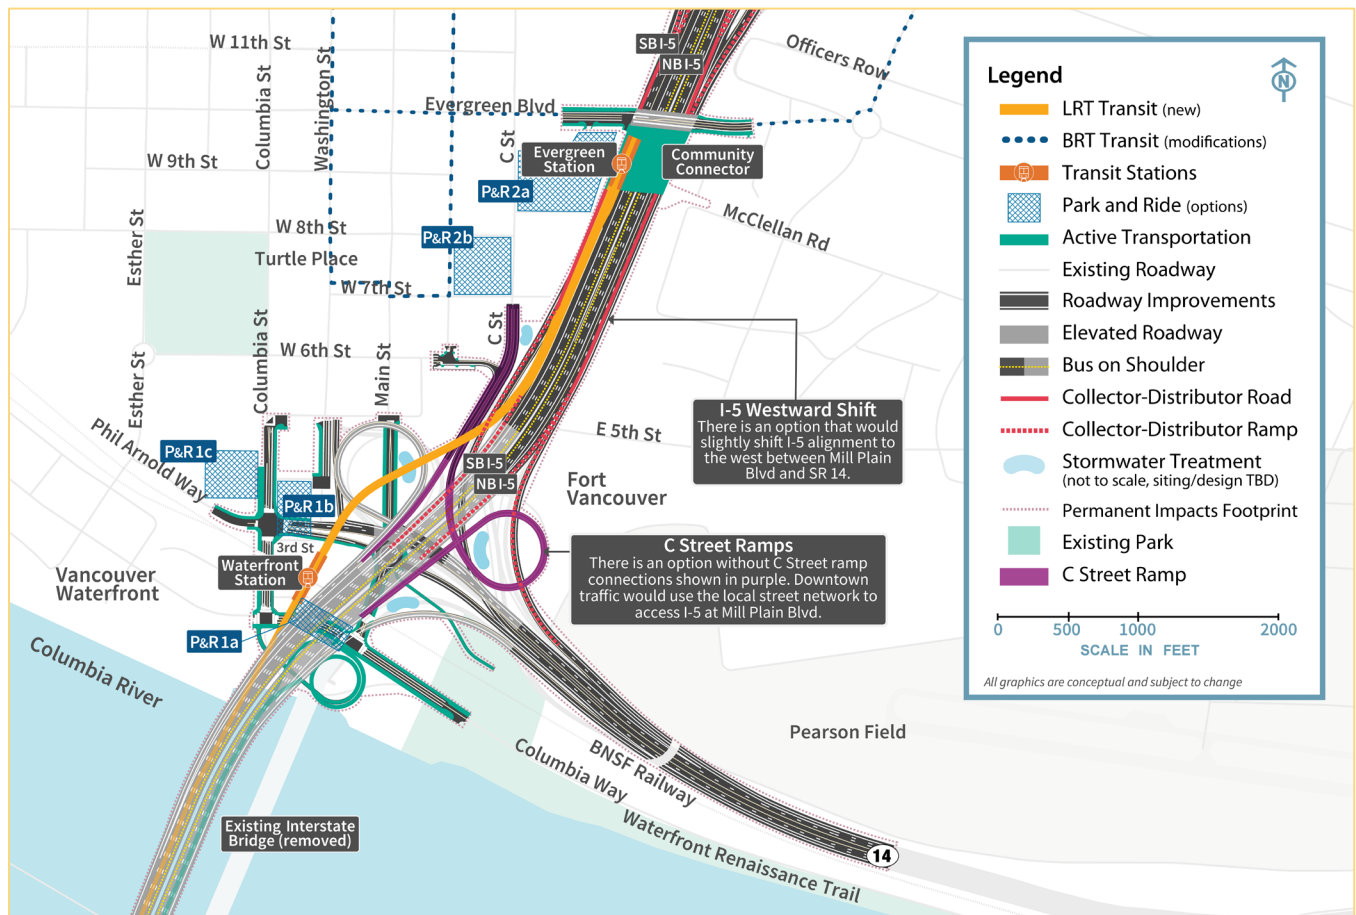 SB I-5
NB I-5
Officers Row
W 11th St
Columbia St
Washington St
Evergreen Blvd
C St
W 9th St
Evergreen
Station
Community
Connector
P&R2a
McClellan Rd
Esther St
W 8th St
P&R2b
Turtle Place
W 7th St
C St
Columbia St
W 6th St
Main St
Esther St
I-5 Westward Shift
There is an option that would
slightly shift I-5 alignment to
the west between Mill Plain
Blvd and SR 14.
E 5th St
Phil Arnold Way
P&R1c
SB I-5
NB I-5
Fort
Vancouver
P&R1b
3rd St
Waterfront
Station
C Street Ramps
There is an option without C Street ramp
connections shown in purple. Downtown
traffic would use the local street network to
access I-5 at Mill Plain Blvd.
Vancouver
Waterfront
P&R1a
Columbia River
Pearson Field
BNSF Railway
Columbia Way
Waterfront Renaissance Trail
Existing Interstate
Bridge (removed)
14
Legend
N
LRT Transit (new)
BRT Transit (modifications)
Transit Stations
Park and Ride (options)
Active Transportation
Existing Roadway
Roadway Improvements
Elevated Roadway
Bus on Shoulder
Collector-Distributor Road
Collector-Distributor Ramp
Stormwater Treatment
(not to scale, siting/design TBD)
Permanent Impacts Footprint
Existing Park
C Street Ramp
0 500 1000 2000
SCALE IN FEET
All graphics are conceptual and subject to change